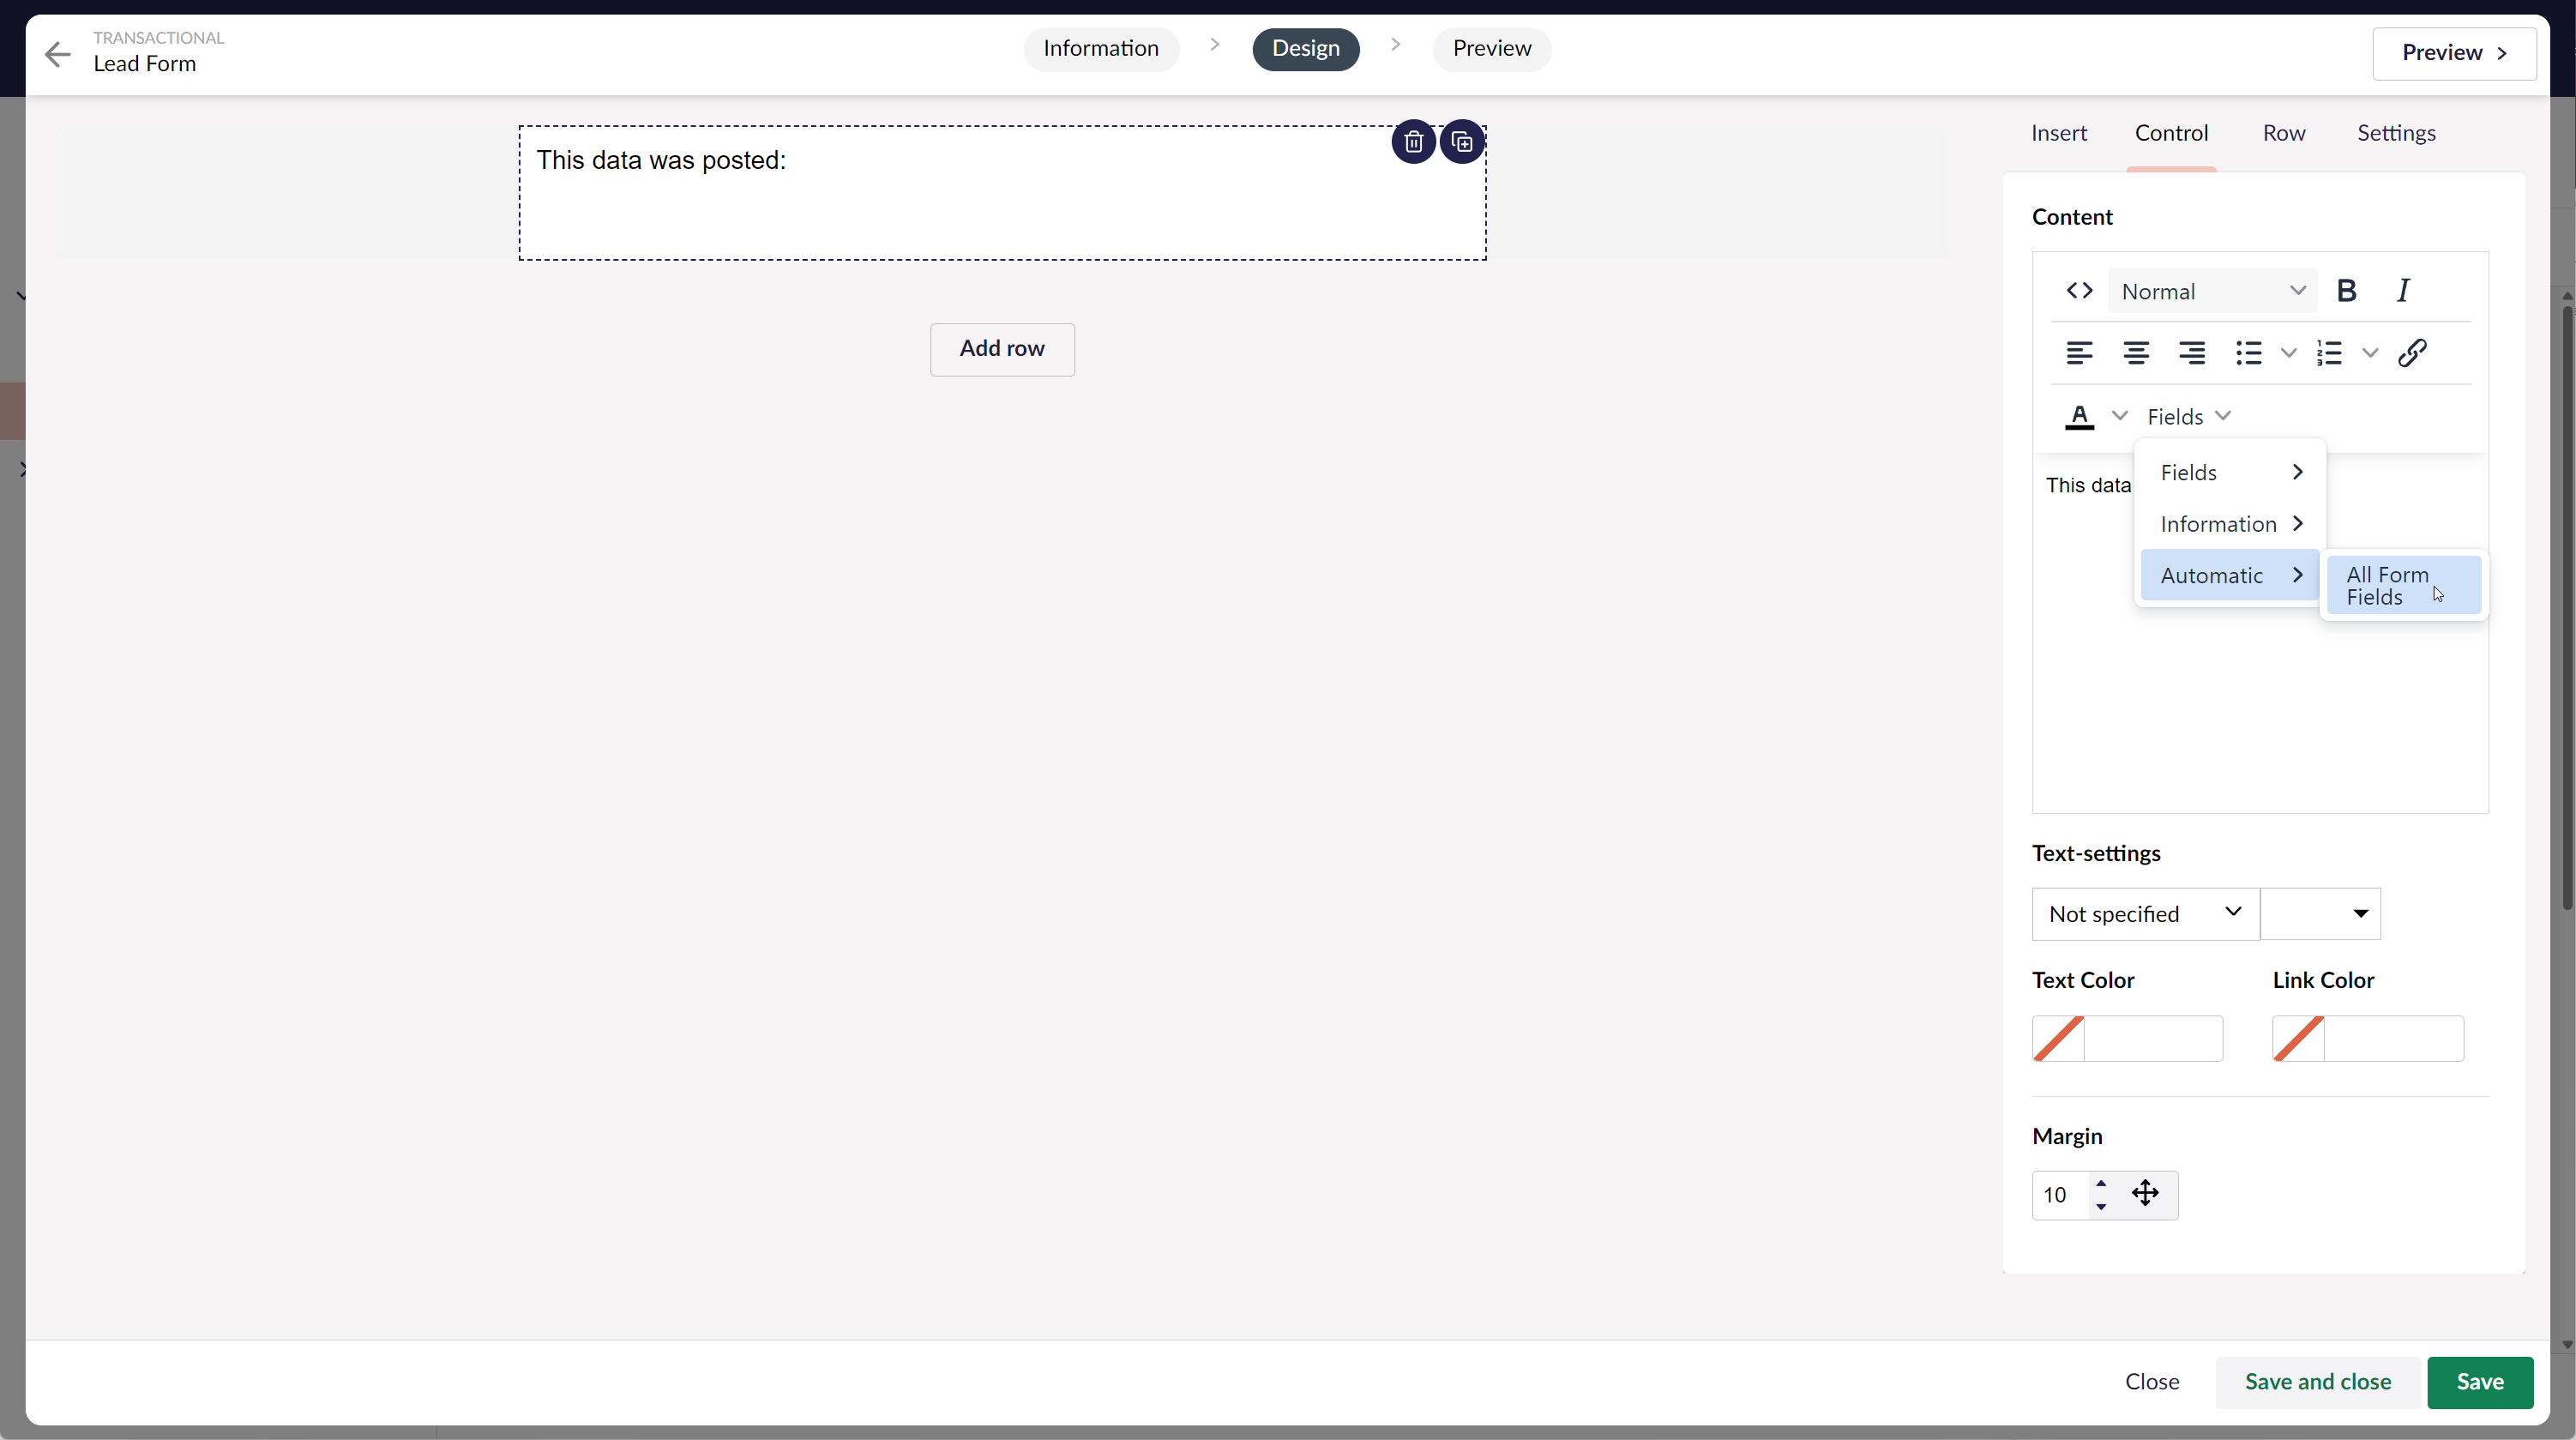 TRANSACTIONAL
Lead Form
Information
Design
Preview
Preview
This data was posted:
Add row
Insert
Control
Row
Settings
Content
Normal
B
I
A
Fields
This data
Fields
Information
Automatic
All Form
Fields
Text-settings
Not specified
Text Color
Link Color
Margin
10
Close
Save and close
Save